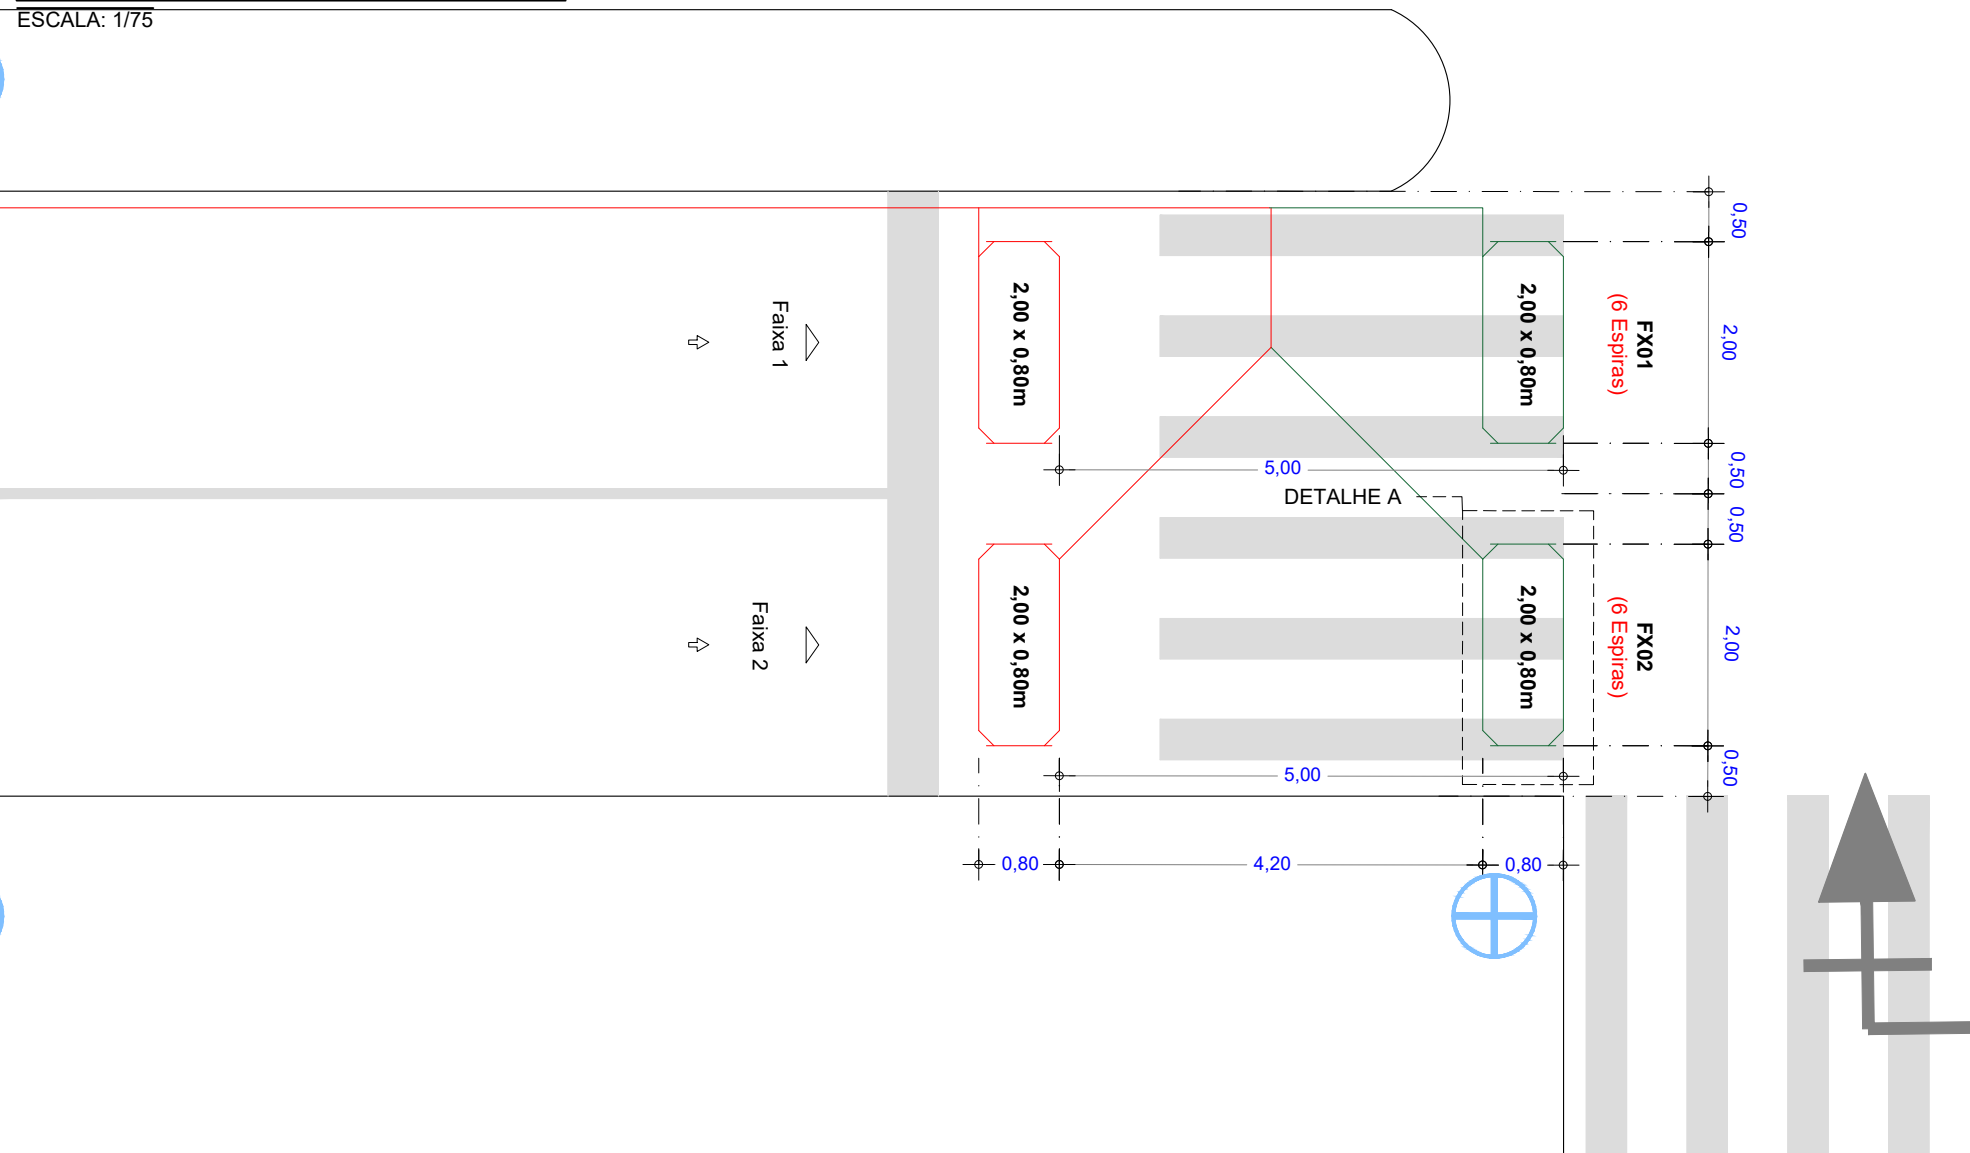 ESCALA: 1/75
0,50
2,00
0,50
0,50
2,00
0,50
Faixa 1
2,00 x 0,80m
2,00 x 0,80m
FX01
(6 Espiras)
5,00
DETALHE A
Faixa 2
2,00 x 0,80m
2,00 x 0,80m
FX02
(6 Espiras)
5,00
0,80
4,20
0,80